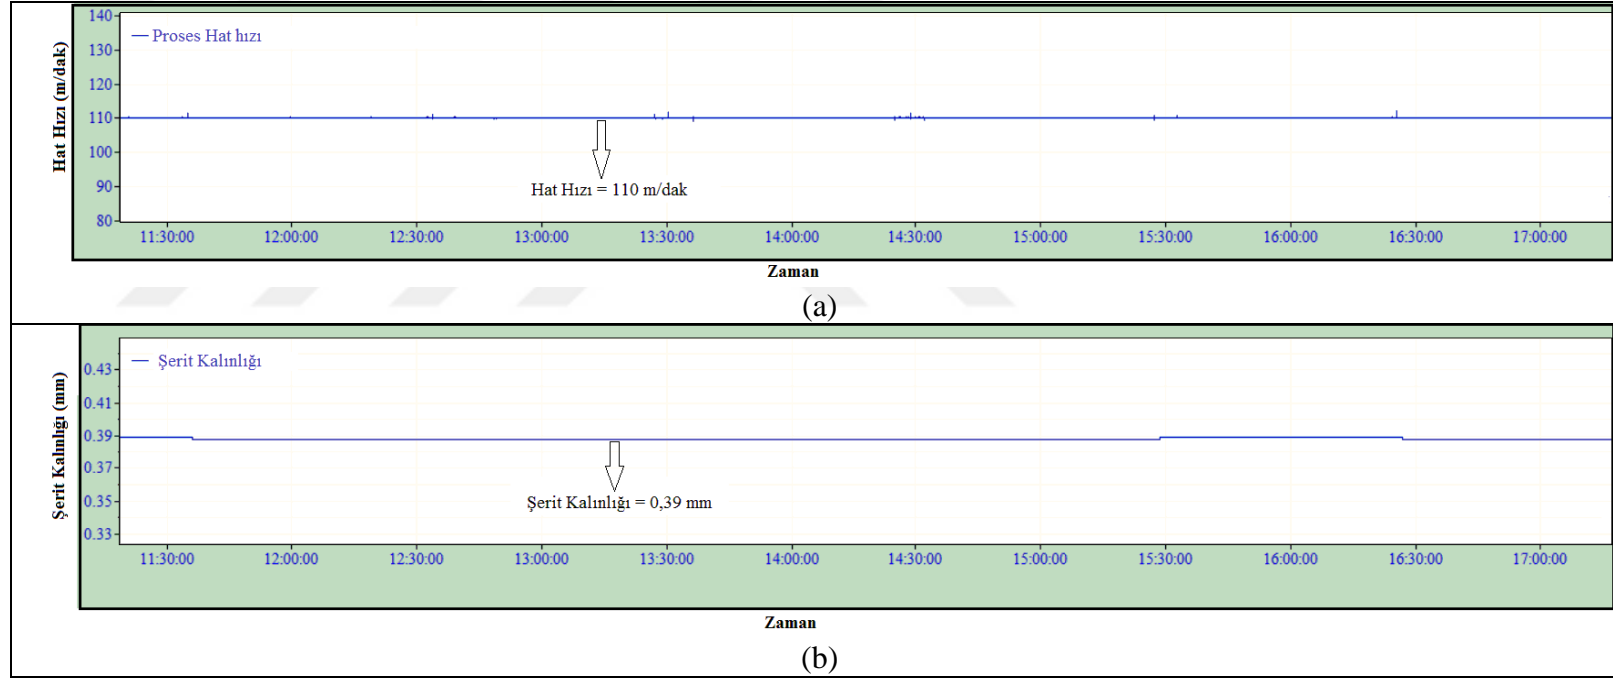 140
Proses Hat hızı
130
120
110
100
90
80
Hat Hızı (m/dak)
Hat Hızı = 110 m/dak
11:30:00 12:00:00 12:30:00 13:00:00 13:30:00 14:00:00 14:30:00 15:00:00 15:30:00 16:00:00 16:30:00 17:00:00
Zaman
(a)
Şerit Kalınlığı
0.43
0.41
0.39
0.37
0.35
0.33
Şerit Kalınlığı (mm)
Şerit Kalınlığı = 0,39 mm
11:30:00 12:00:00 12:30:00 13:00:00 13:30:00 14:00:00 14:30:00 15:00:00 15:30:00 16:00:00 16:30:00 17:00:00
Zaman
(b)